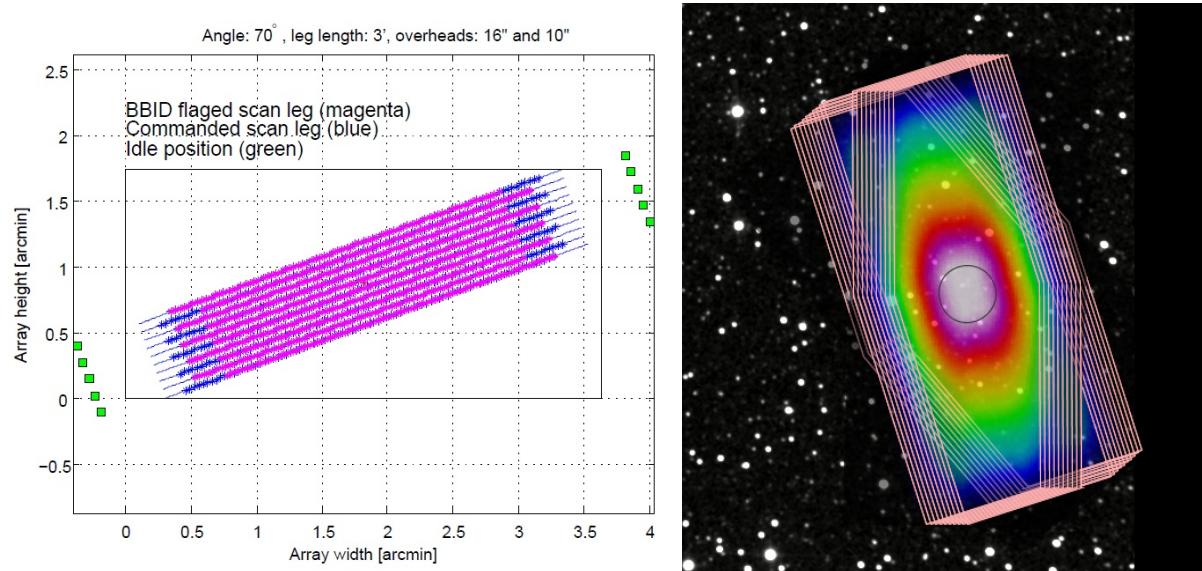 Angle: 70° , leg length: 3', overheads: 16" and 10"
2.5
BBID flaged scan leg (magenta)
Commanded scan leg (blue)
Idle position (green)
2
1.5
1
0.5
0
−0.5
Array height [arcmin]
0 0.5 1 1.5 2 2.5 3 3.5 4
Array width [arcmin]